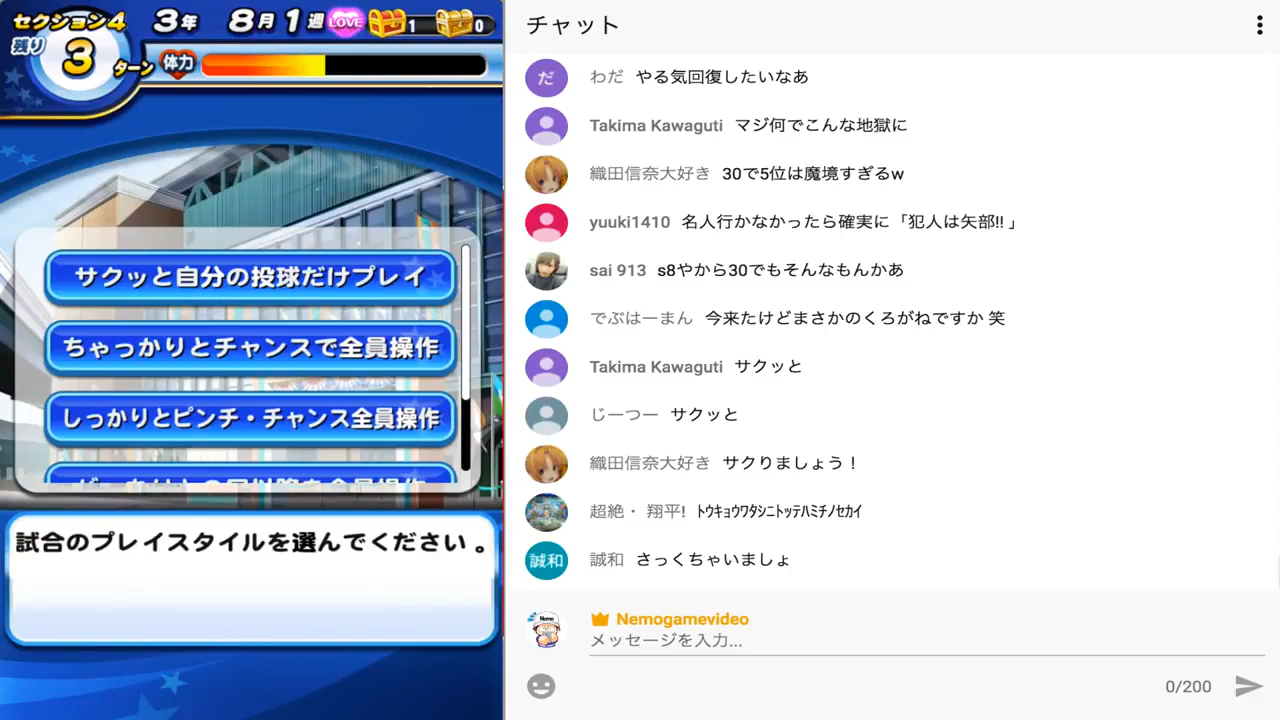 セクション4
残り
3
ターン
3年 8月1週 LOVE 1 0
体力
サクッと自分の投球だけプレイ
ちゃっかりとチャンスで全員操作
しっかりとピンチ・チャンス全員操作
試合のプレイスタイルを選んでください。
チャット
だ わだ やる気回復したいなあ
Takima Kawaguti マジ何でこんな地獄に
織田信奈大好き 30で5位は魔境すぎるw
yuuki1410 名人行かなかったら確実に「犯人は矢部!!」
sai 913 s8やから30でもそんなもんかあ
でぶはーまん 今来たけどまさかのくろがねですか 笑
Takima Kawaguti サクッと
じーつー サクッと
織田信奈大好き サクりましょう！
超絶・ 翔平! ﾄｳｷｮｳﾜﾀｼﾆﾄｯﾃﾊﾐﾁﾉｾｶｲ
誠和 誠和 さっくちゃいましょ
Nemo Nemogamevideo
メッセージを入力...
0/200